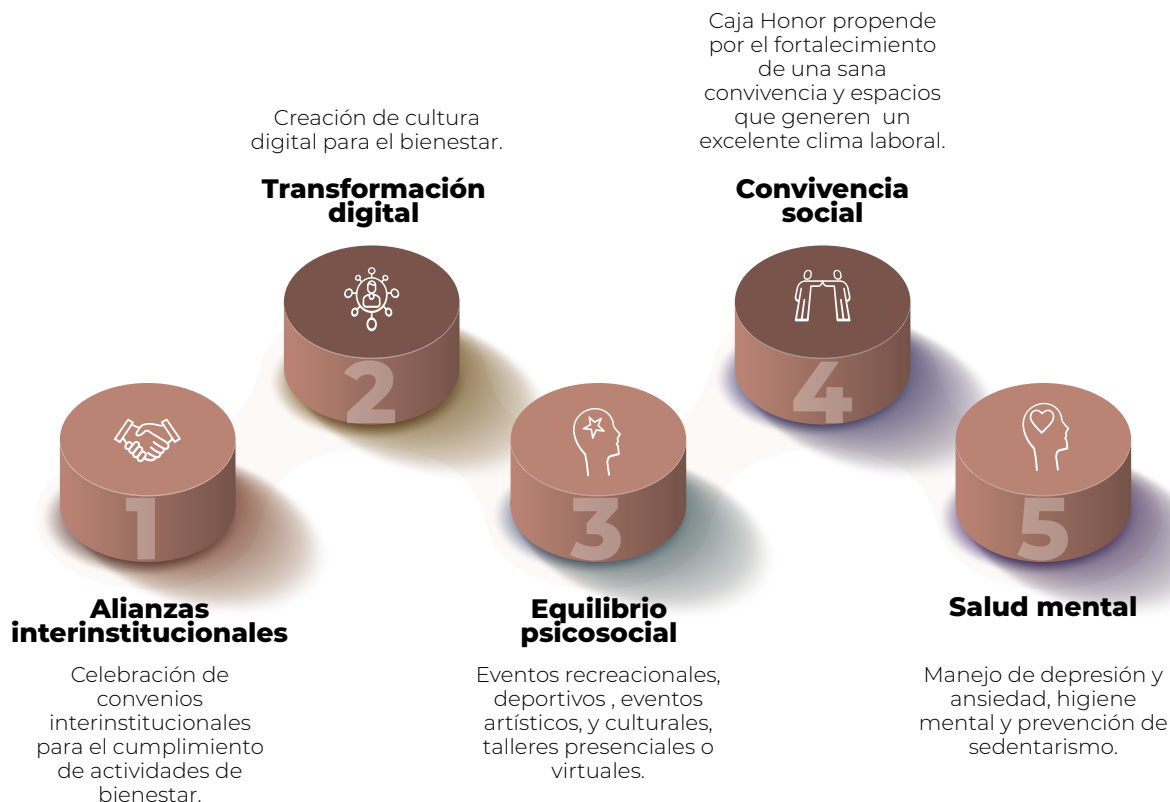 1
Alianzas
interinstitucionales
Celebración de
convenios
interinstitucionales
para el cumplimiento
de actividades de
bienestar.
Creación de cultura
digital para el bienestar.
Transformación
digital
2
3
Equilibrio
psicosocial
Eventos recreacionales,
deportivos , eventos
artísticos, y culturales,
talleres presenciales o
virtuales.
Caja Honor propende
por el fortalecimiento
de una sana
convivencia y espacios
que generen  un
excelente clima laboral.
Convivencia
social
4
5
Salud mental
Manejo de depresión y
ansiedad, higiene
mental y prevención de
sedentarismo.